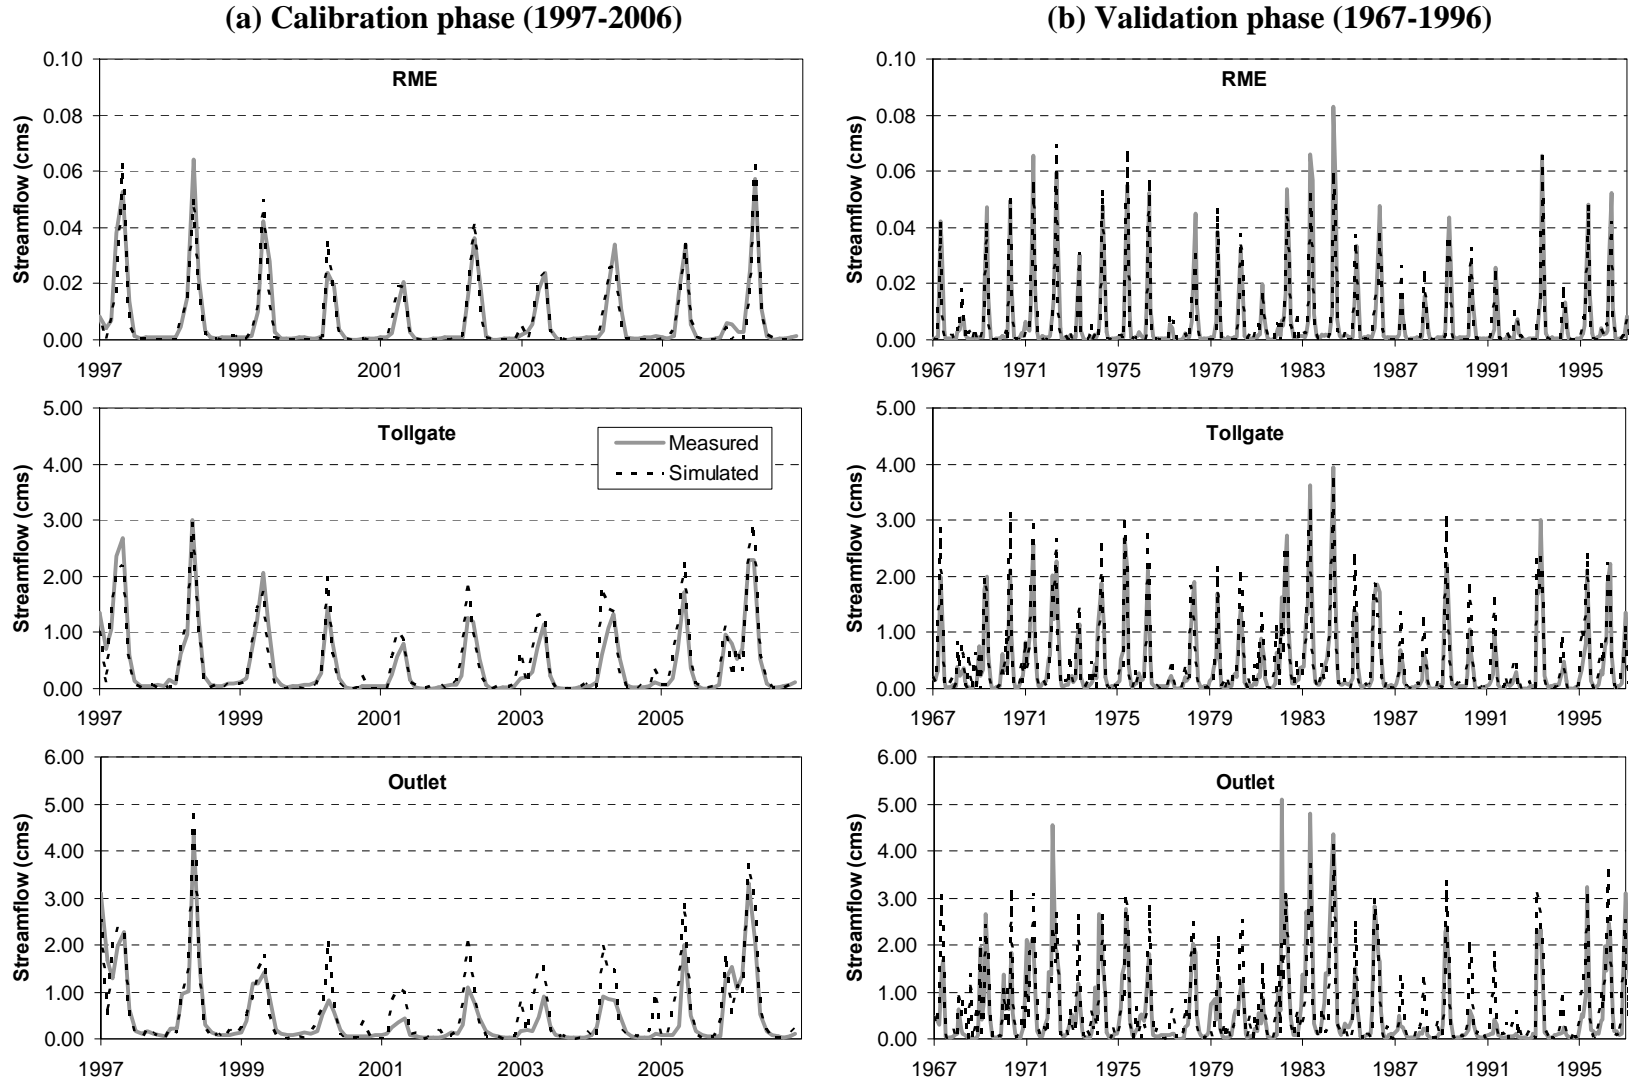 (a) Calibration phase (1997-2006)
(b) Validation phase (1967-1996)
RME
Streamflow (cms)
0.10
0.08
0.06
0.04
0.02
0.00
1997 1999 2001 2003 2005
RME
Streamflow (cms)
0.10
0.08
0.06
0.04
0.02
0.00
1967 1971 1975 1979 1983 1987 1991 1995
Tollgate
Streamflow (cms)
5.00
4.00
3.00
2.00
1.00
0.00
Measured
Simulated
1997 1999 2001 2003 2005
Tollgate
Streamflow (cms)
5.00
4.00
3.00
2.00
1.00
0.00
1967 1971 1975 1979 1983 1987 1991 1995
Outlet
Streamflow (cms)
6.00
5.00
4.00
3.00
2.00
1.00
0.00
1997 1999 2001 2003 2005
Outlet
Streamflow (cms)
6.00
5.00
4.00
3.00
2.00
1.00
0.00
1967 1971 1975 1979 1983 1987 1991 1995